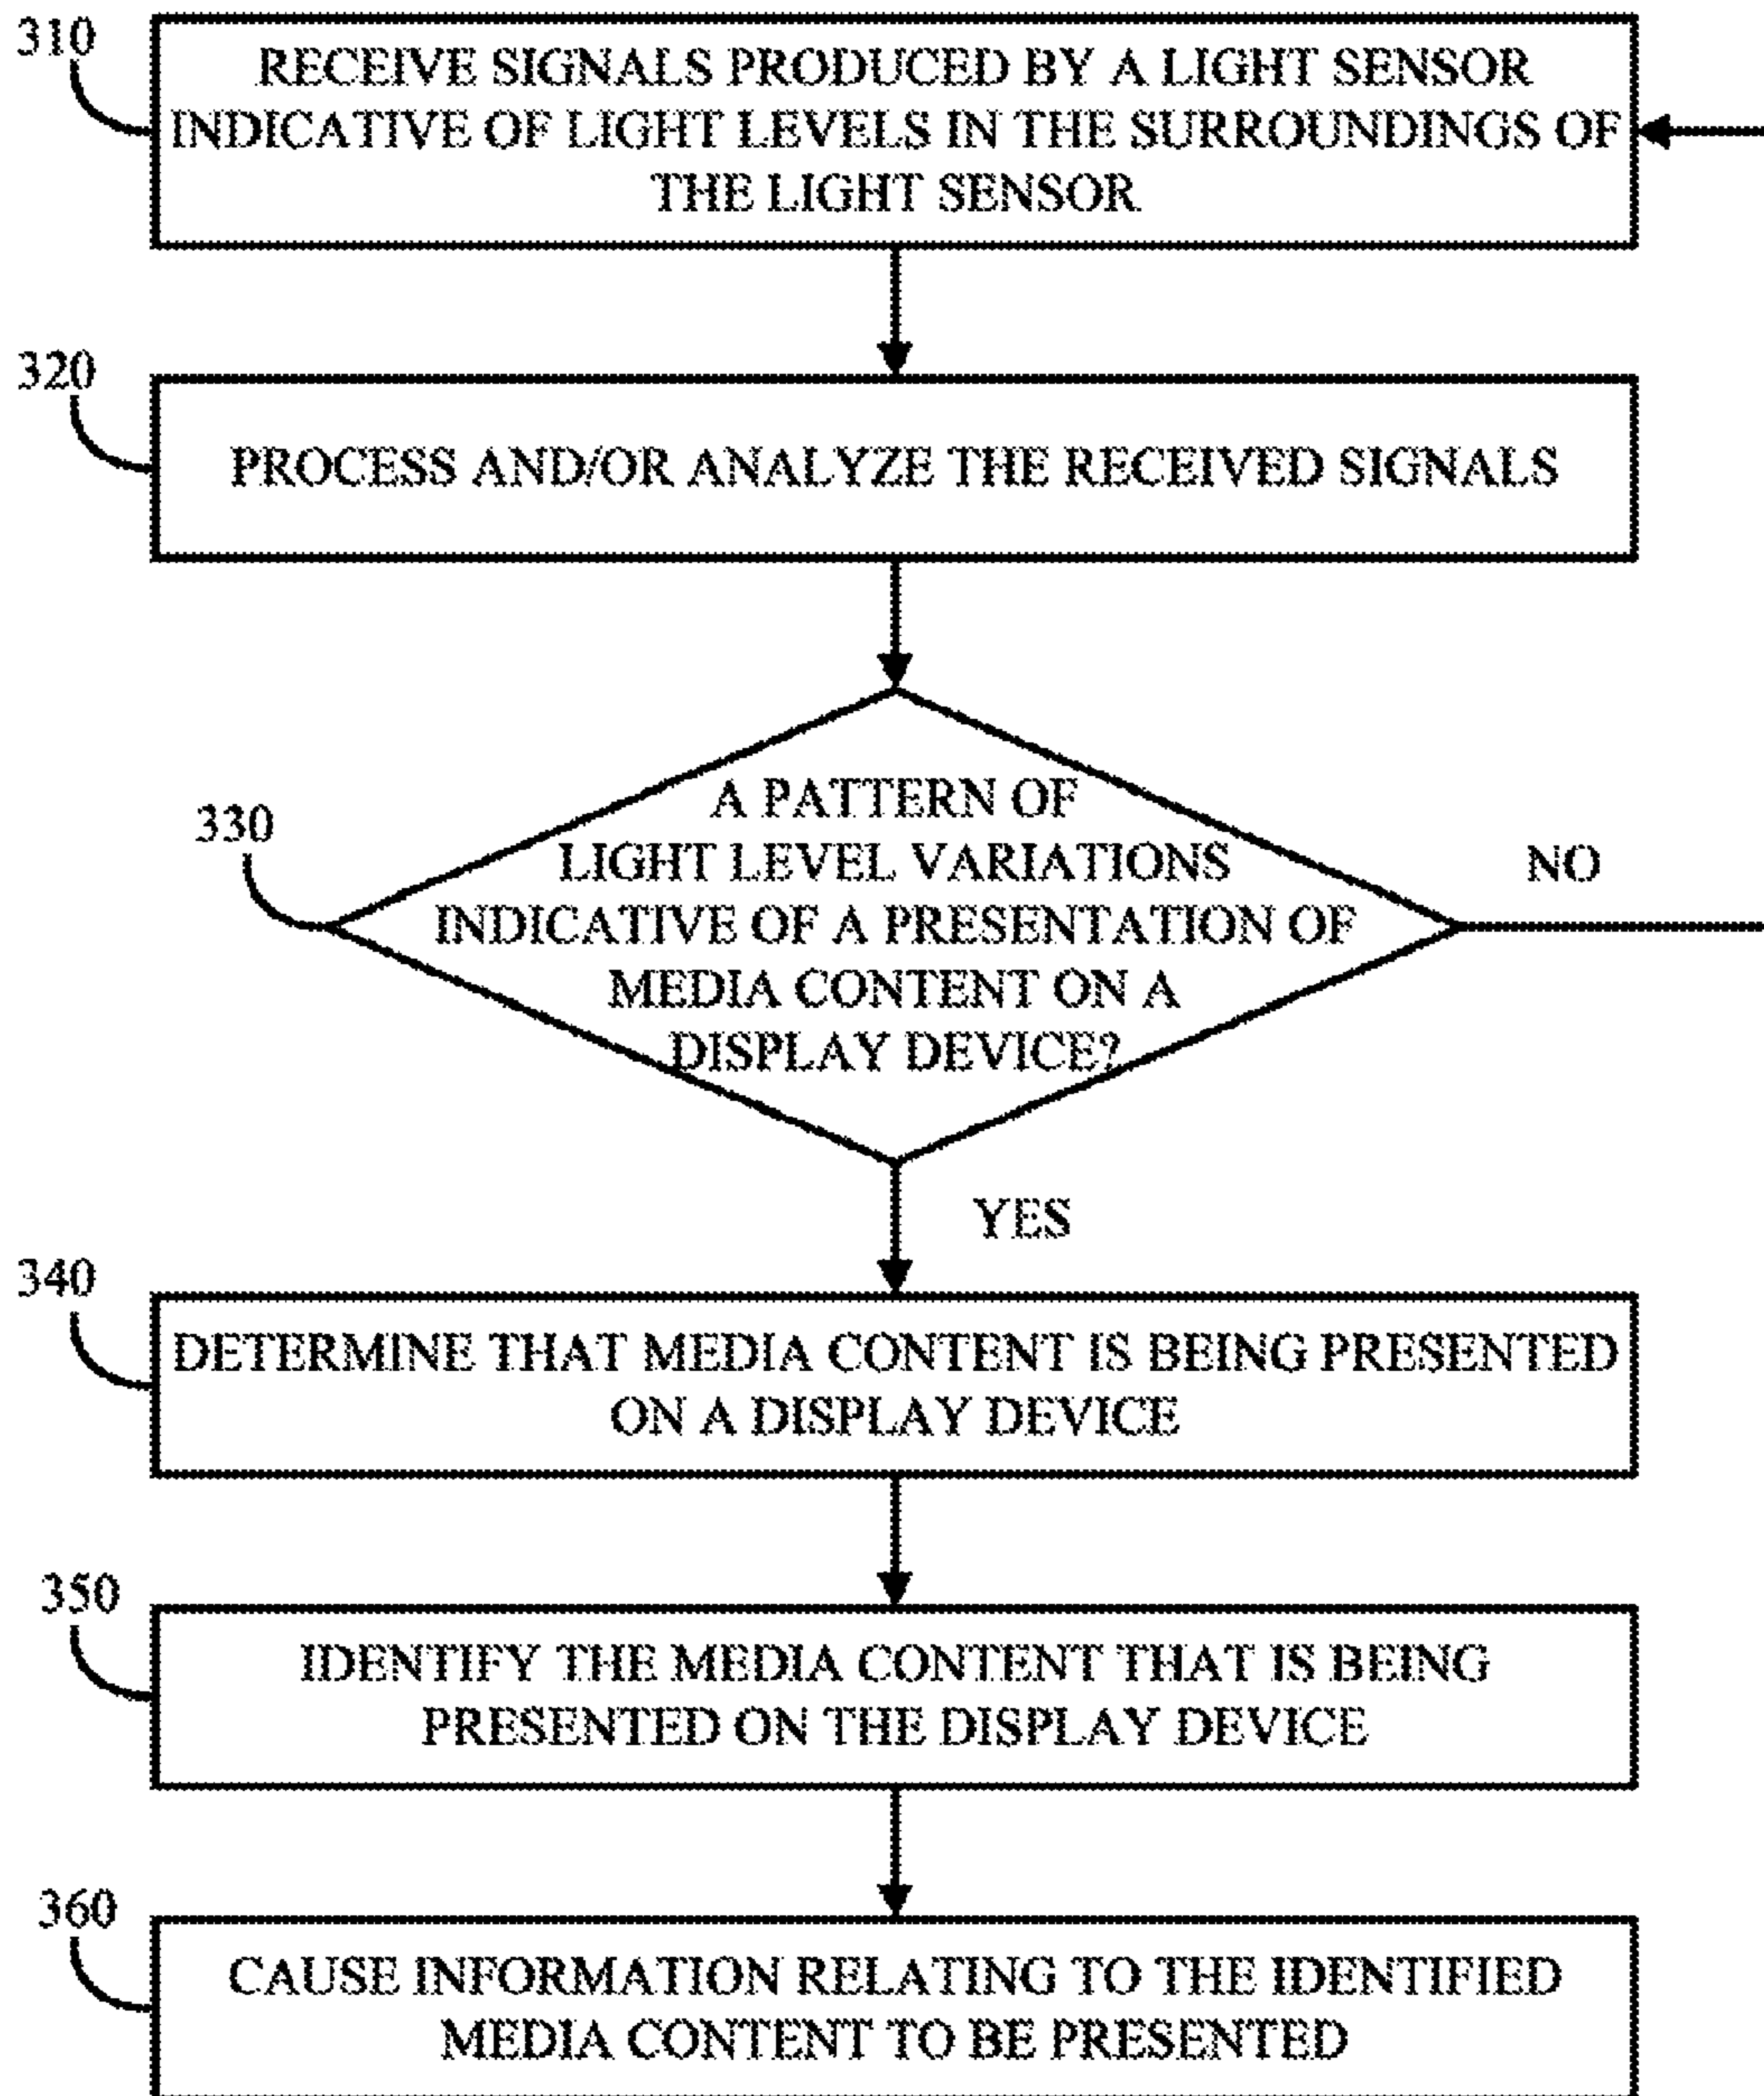 310
RECEIVE SIGNALS PRODUCED BY A LIGHT SENSOR
INDICATIVE OF LIGHT LEVELS IN THE SURROUNDINGS OF
THE LIGHT SENSOR
320
PROCESS AND/OR ANALYZE THE RECEIVED SIGNALS
330
A PATTERN OF
LIGHT LEVEL VARIATIONS
INDICATIVE OF A PRESENTATION OF
MEDIA CONTENT ON A
DISPLAY DEVICE?
NO
YES
340
DETERMINE THAT MEDIA CONTENT IS BEING PRESENTED
ON A DISPLAY DEVICE
350
IDENTIFY THE MEDIA CONTENT THAT IS BEING
PRESENTED ON THE DISPLAY DEVICE
360
CAUSE INFORMATION RELATING TO THE IDENTIFIED
MEDIA CONTENT TO BE PRESENTED